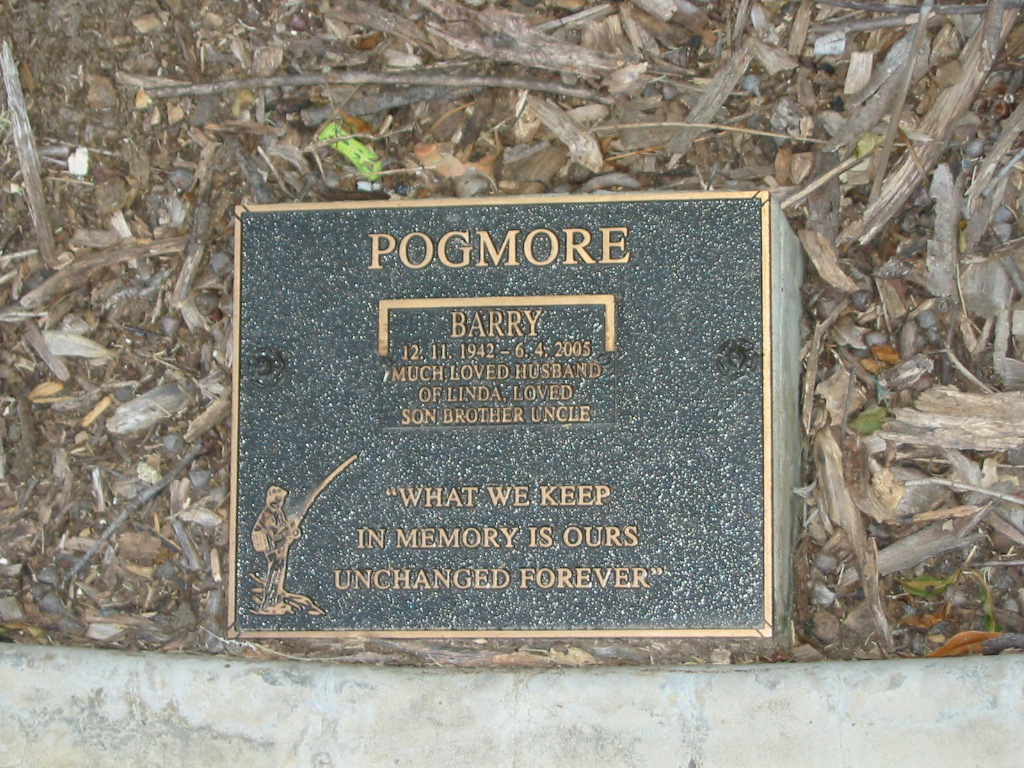 POGMORE
BARRY
12. 11. 1942 – 6. 4. 2005
MUCH LOVED HUSBAND
OF LINDA, LOVED
SON BROTHER UNCLE
“WHAT WE KEEP
IN MEMORY IS OURS
UNCHANGED FOREVER”